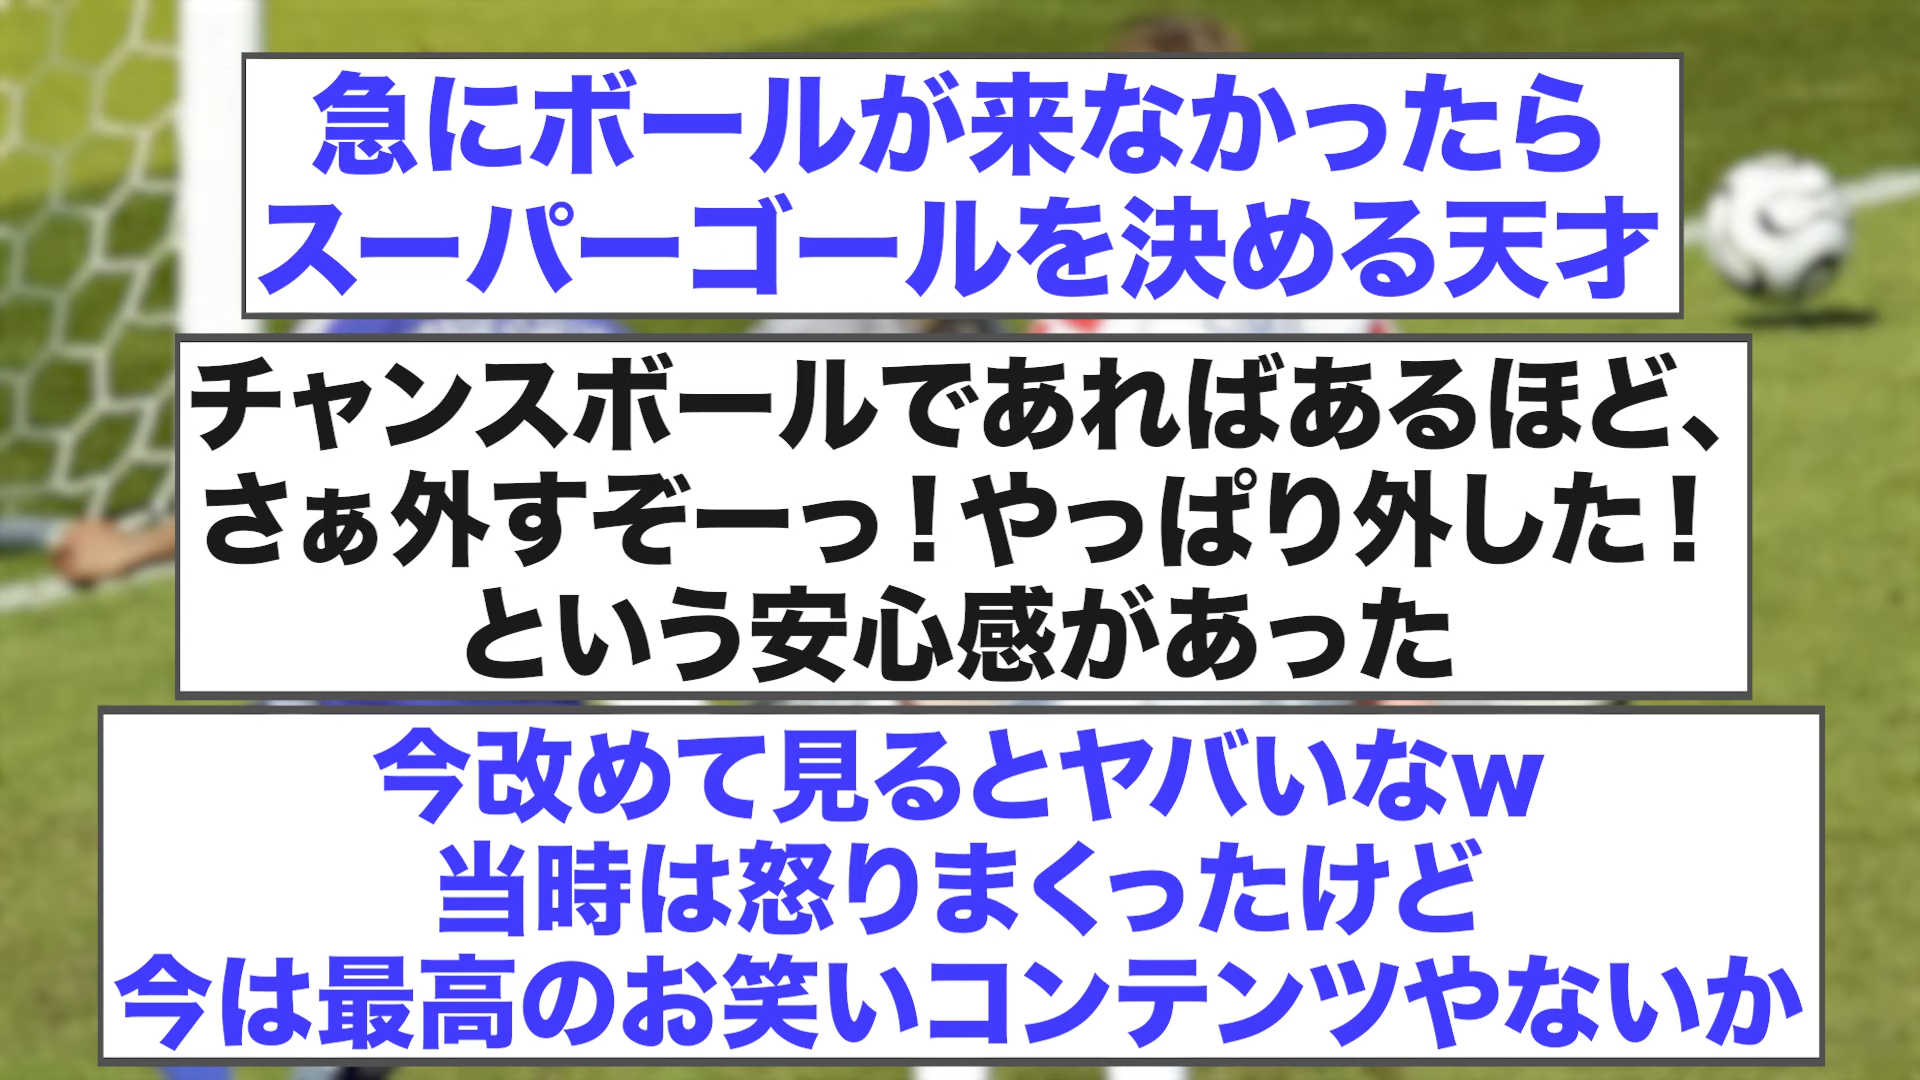 急にボールが来なかったら
スーパーゴールを決める天才
チャンスボールであればあるほど、
さぁ外すぞーっ！やっぱり外した！
という安心感があった
今改めて見るとヤバいなw
当時は怒りまくったけど
今は最高のお笑いコンテンツやないか